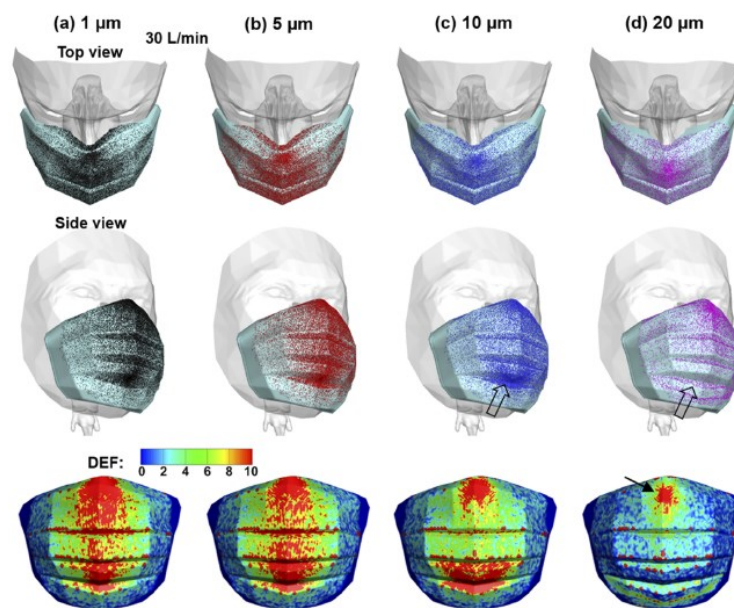 (a) 1 µm (b) 5 µm (c) 10 µm (d) 20 µm
30 L/min
Top view
Side view
DEF:
0 2 4 6 8 10